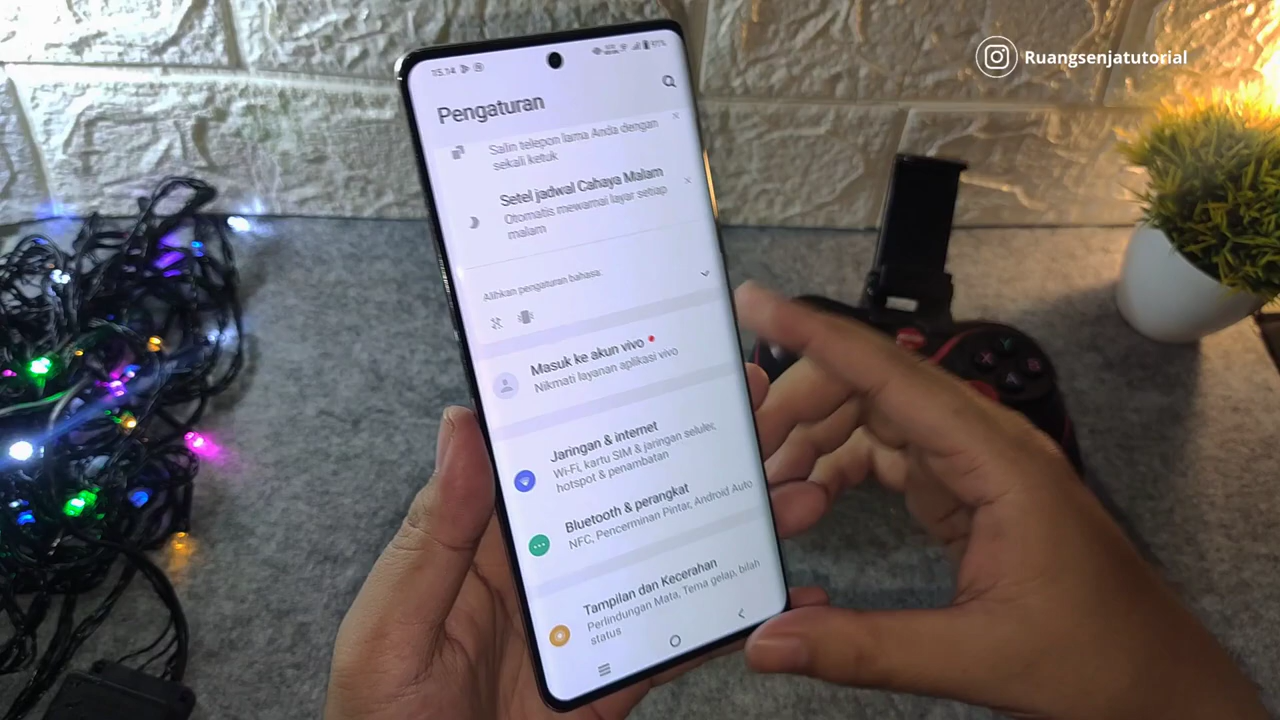 Ruangsenjatutorial
15.14
Pengaturan
Salin telepon lama Anda dengan
sekali ketuk
Setel jadwal Cahaya Malam
Otomatis mewarnai layar setiap
malam
Alihkan pengaturan bahasa:
Masuk ke akun vivo
Nikmati layanan aplikasi vivo
Jaringan & internet
Wi-Fi, kartu SIM & jaringan seluler,
hotspot & penambatan
Bluetooth & perangkat
NFC, Pencerminan Pintar, Android Auto
Tampilan dan Kecerahan
Perlindungan Mata, Tema gelap, bilah
status